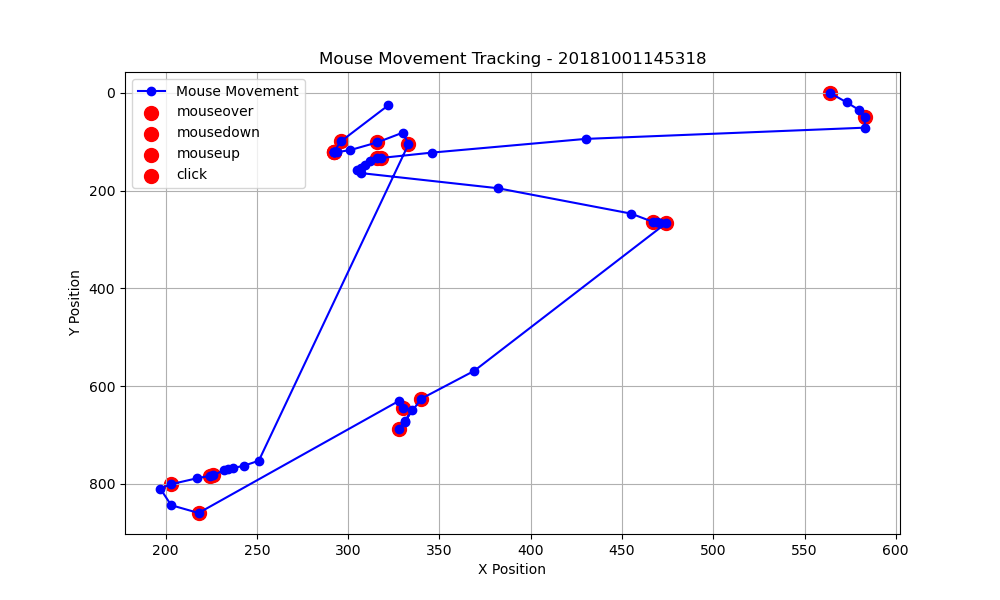 Mouse Movement Tracking - 20181001145318
Mouse Movement
mouseover
mousedown
mouseup
click
Y Position
0
200
400
600
800
200
250
300
350
400
450
500
550
600
X Position